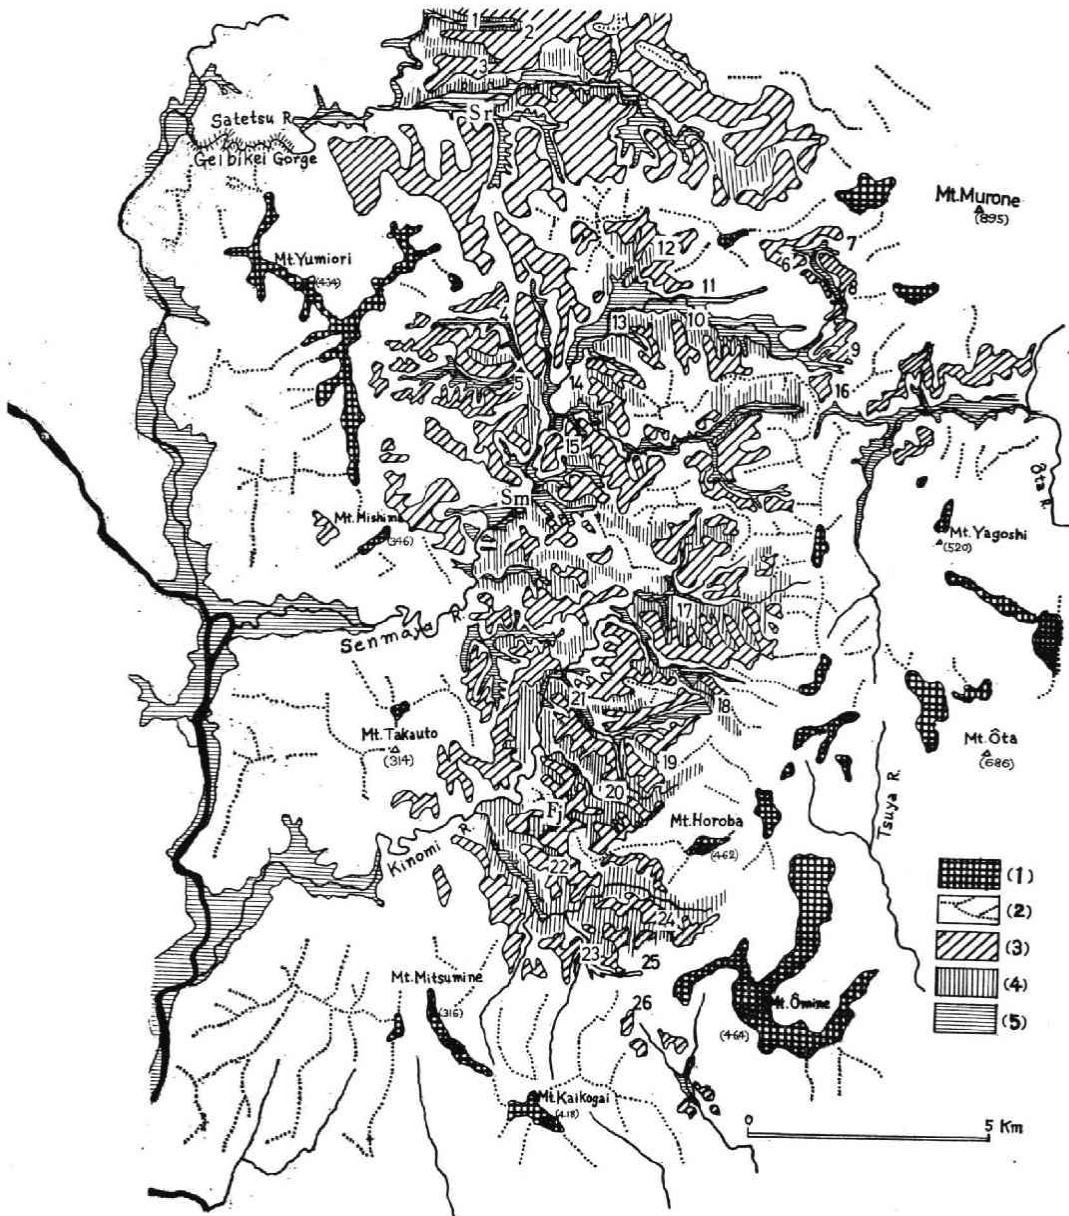 1
2
3
Satetsu R.
Sr
Geibikei Gorge
Mt. Murone
(895)
12
7
6
Mt. Yumiori
(434)
11
8
4
13
10
9
5
14
16
15
Sm
Ôta R.
Mt. Mishima
(346)
Mt. Yagoshi
(520)
17
Senmaya R.
21
18
Mt. Takauto
(314)
Mt. Ôta
(686)
19
20
Tsuya R.
Fj
Mt. Horoba
(462)
Kinomi R.
22
(1)
(2)
24
(3)
23
25
Mt. Mitsumine
(316)
(4)
26
Mt. Ômine
(464)
(5)
Mt. Kaikogai
(418)
0
5 Km